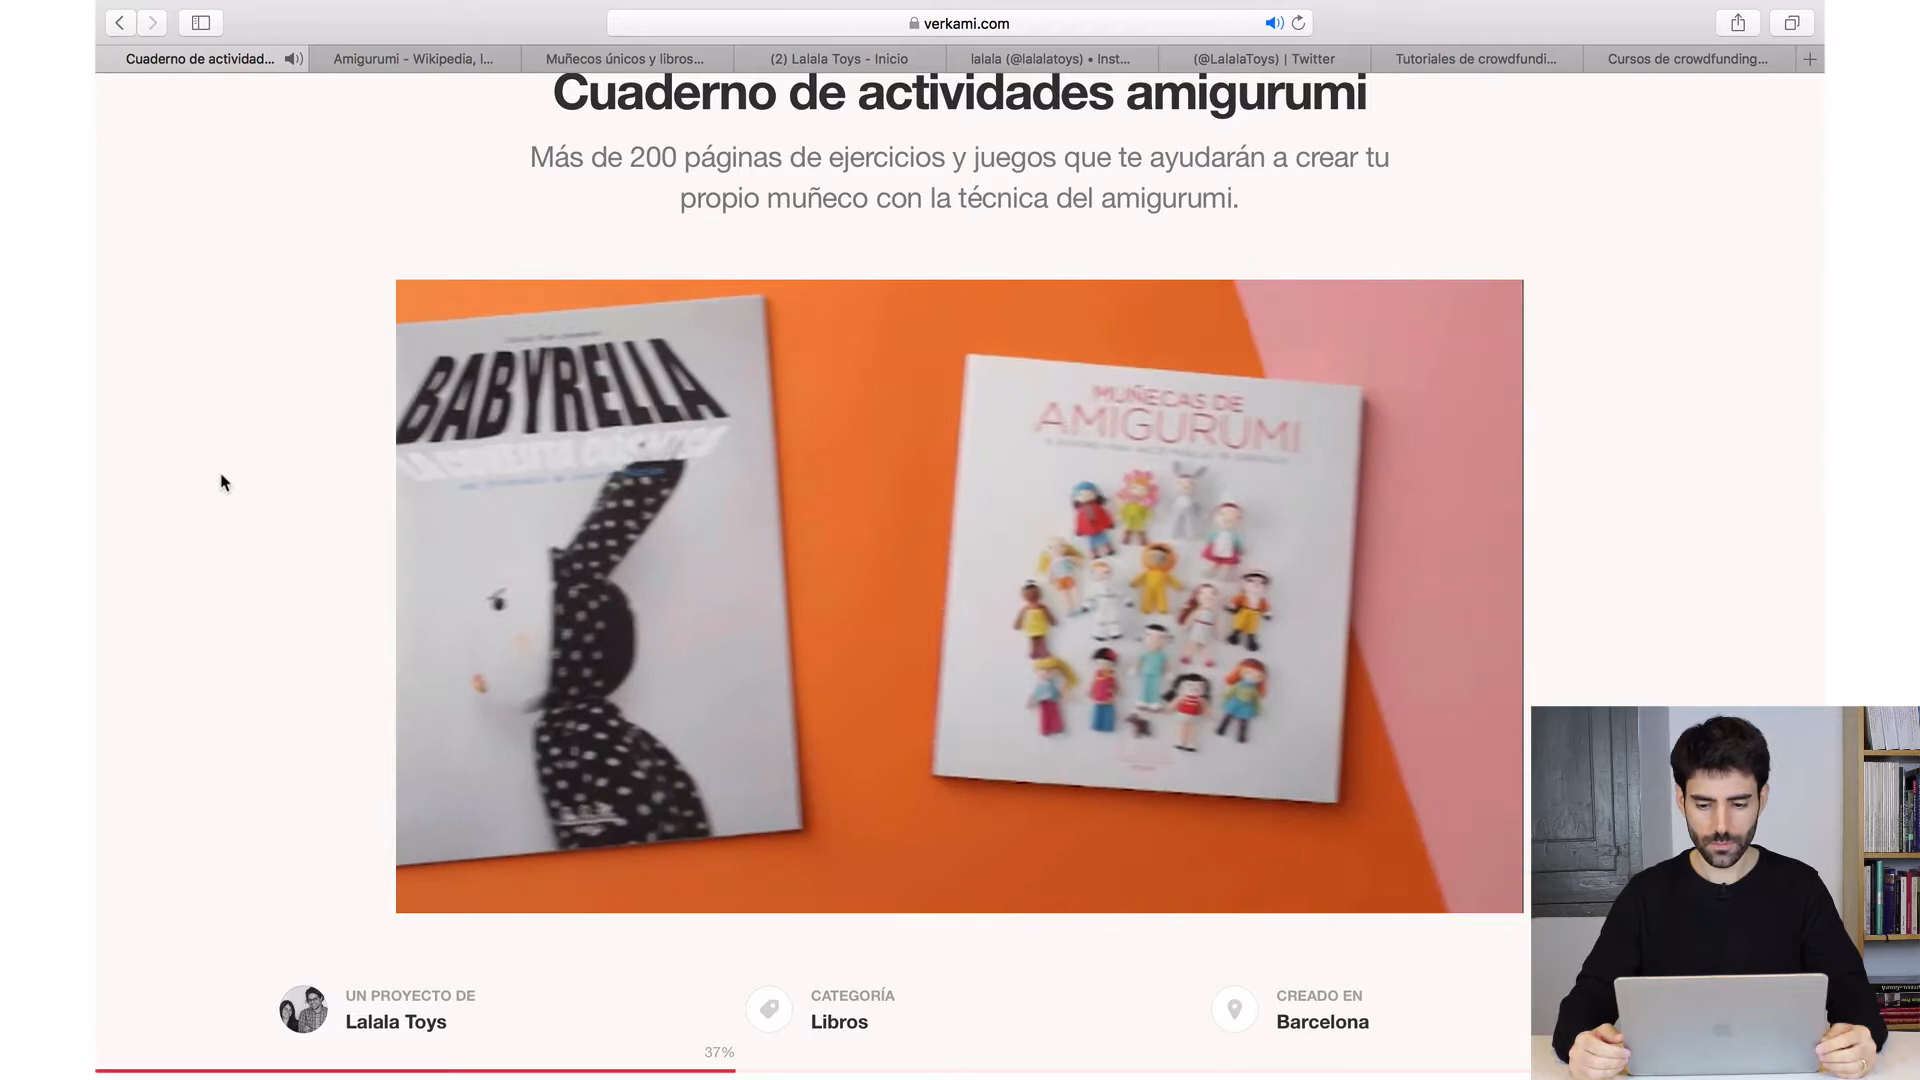 verkami.com
Cuaderno de actividad...
Amigurumi - Wikipedia, l...
Muñecos únicos y libros...
(2) Lalala Toys - Inicio
lalala (@lalalatoys) • Inst...
(@LalalaToys) | Twitter
Tutoriales de crowdfundi...
Cursos de crowdfunding...
Cuaderno de actividades amigurumi
Más de 200 páginas de ejercicios y juegos que te ayudarán a crear tu
propio muñeco con la técnica del amigurumi.
BABYRELLA
MUÑECAS DE
AMIGURUMI
UN PROYECTO DE
Lalala Toys
CATEGORÍA
Libros
CREADO EN
Barcelona
37%